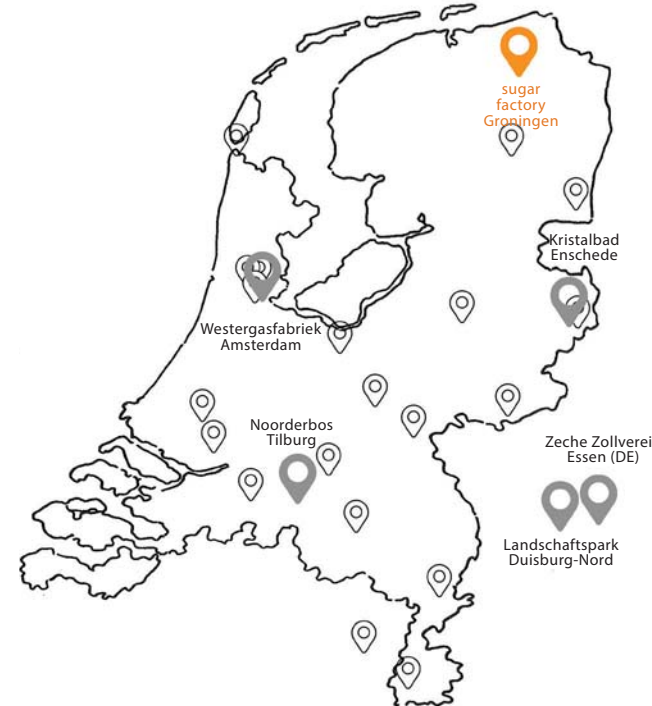 sugar
factory
Groningen
Kristalbad
Enschede
Westergasfabriek
Amsterdam
Noorderbos
Tilburg
Zeche Zollverei
Essen (DE)
Landschaftspark
Duisburg-Nord